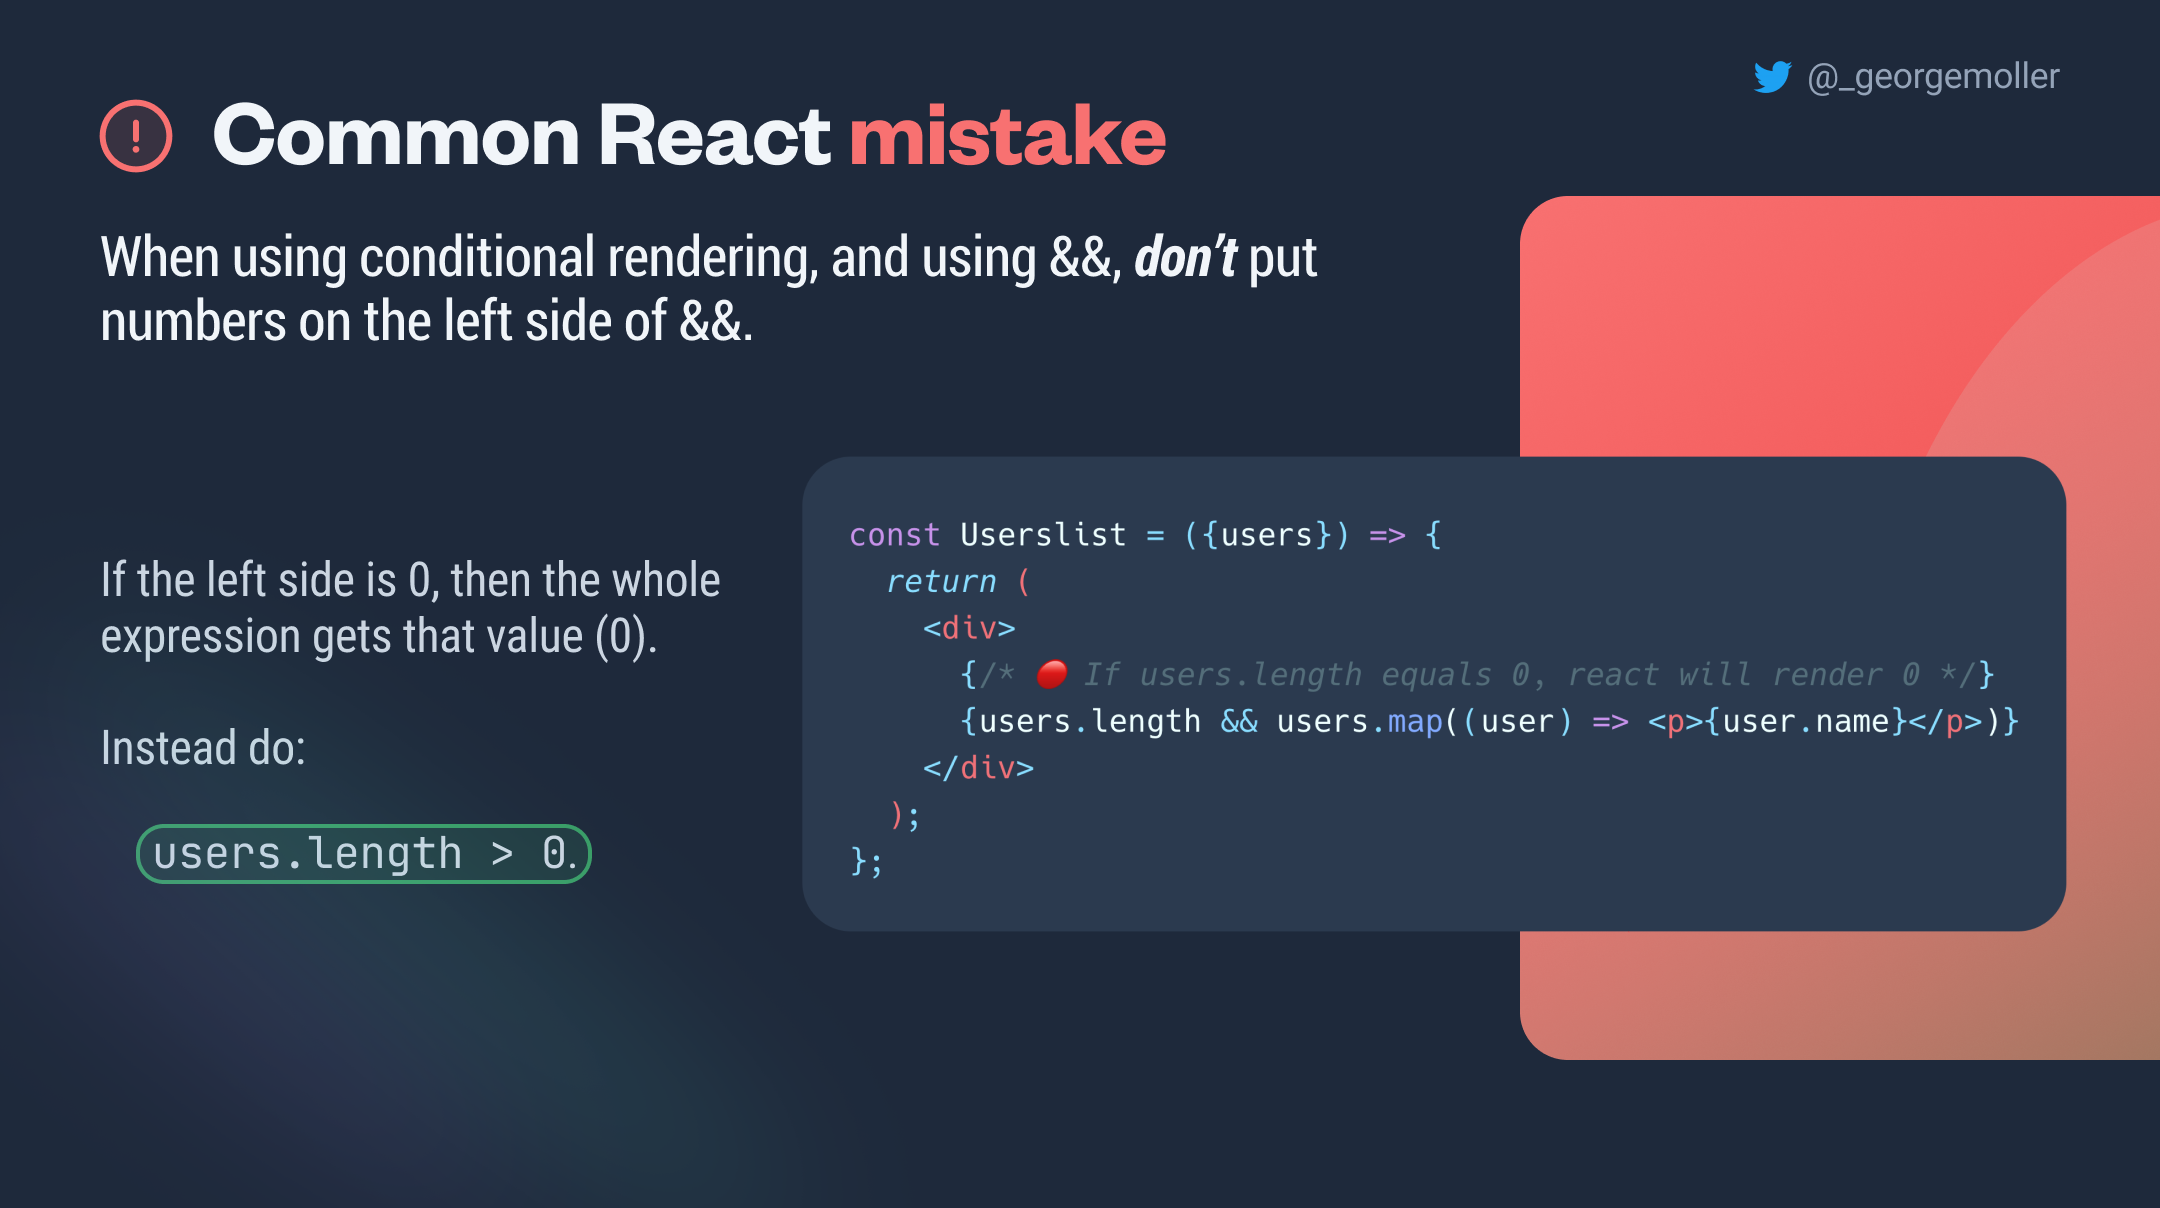 @_georgemoller
Common React mistake
When using conditional rendering, and using &&, don't put
numbers on the left side of &&.
If the left side is 0, then the whole
expression gets that value (0).
Instead do:
users.length > 0.
const Userslist = ({users}) => {
  return (
    <div>
      {/* 🔴 If users.length equals 0, react will render 0 */}
      {users.length && users.map((user) => <p>{user.name}</p>)}
    </div>
  );
};